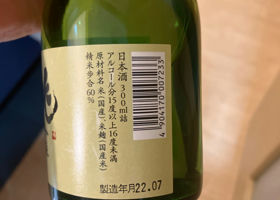 日本酒 300ml詰
アルコール分15度以上16度未満
原材料名 米(国産)、米麹(国産米)
精米歩合60%
4904170007233
製造年月22.07